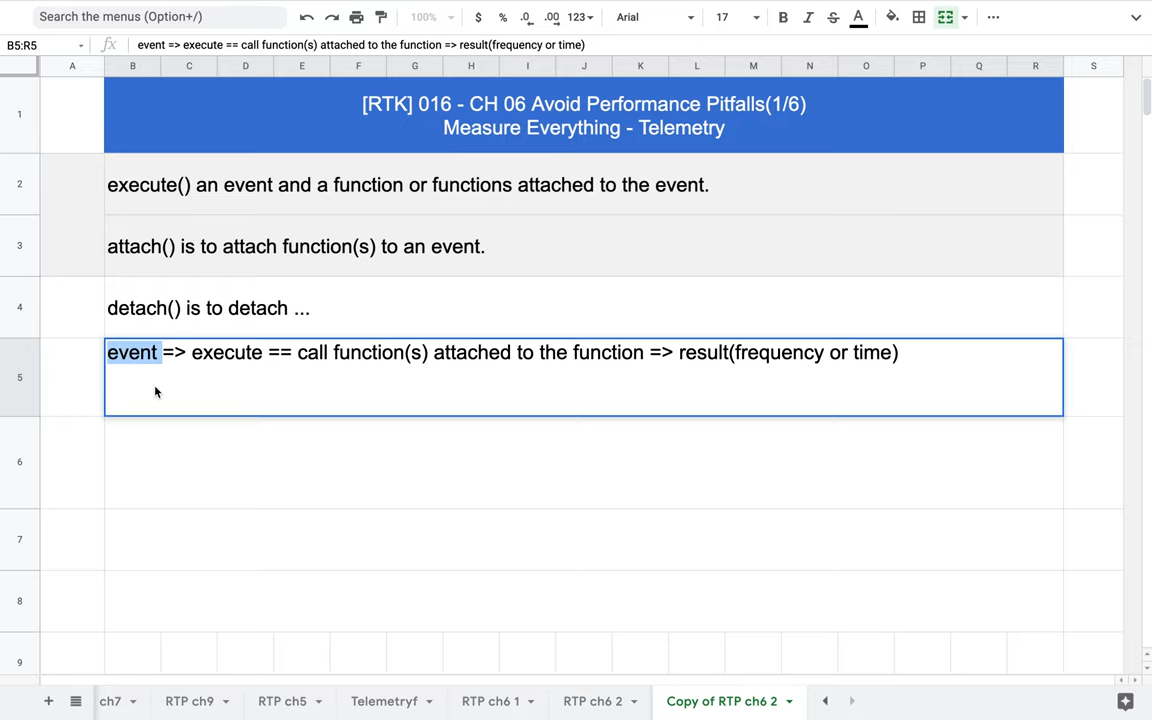 Search the menus (Option+/)
100%
$ % .0 .00 123
Arial
17
B I S A
B5:R5
fx
event => execute == call function(s) attached to the function => result(frequency or time)
A B C D E F G H I J K L M N O P Q R S
1
[RTK] 016 - CH 06 Avoid Performance Pitfalls(1/6)
Measure Everything - Telemetry
2
execute() an event and a function or functions attached to the event.
3
attach() is to attach function(s) to an event.
4
detach() is to detach ...
5
event => execute == call function(s) attached to the function => result(frequency or time)
6
7
8
9
ch7
RTP ch9
RTP ch5
Telemetryf
RTP ch6 1
RTP ch6 2
Copy of RTP ch6 2